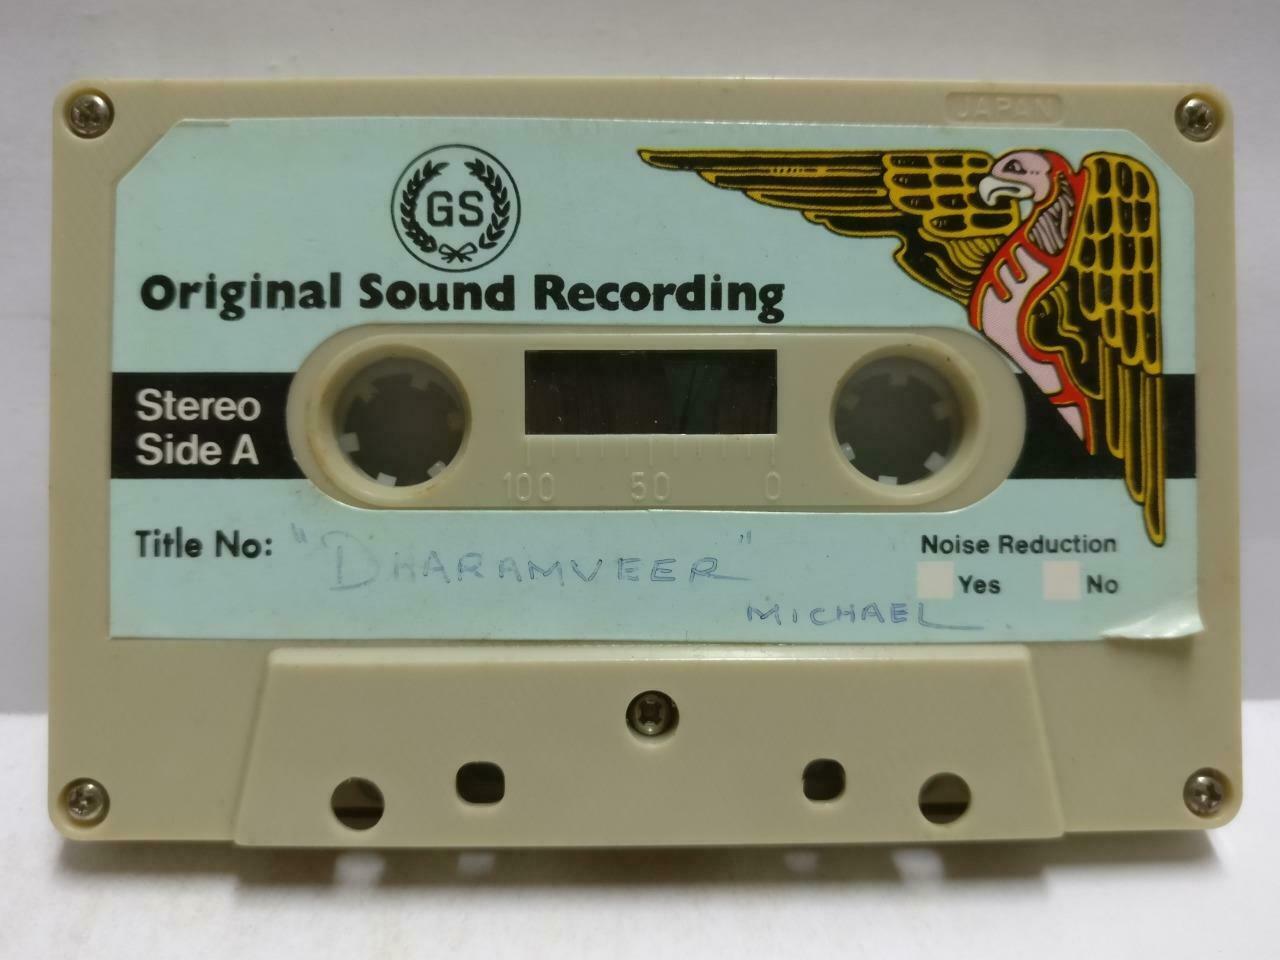 JAPAN
GS
Original Sound Recording
Stereo
Side A
100 50 0
Title No: "DHARAMVEER"
MICHAEL
Noise Reduction
Yes No